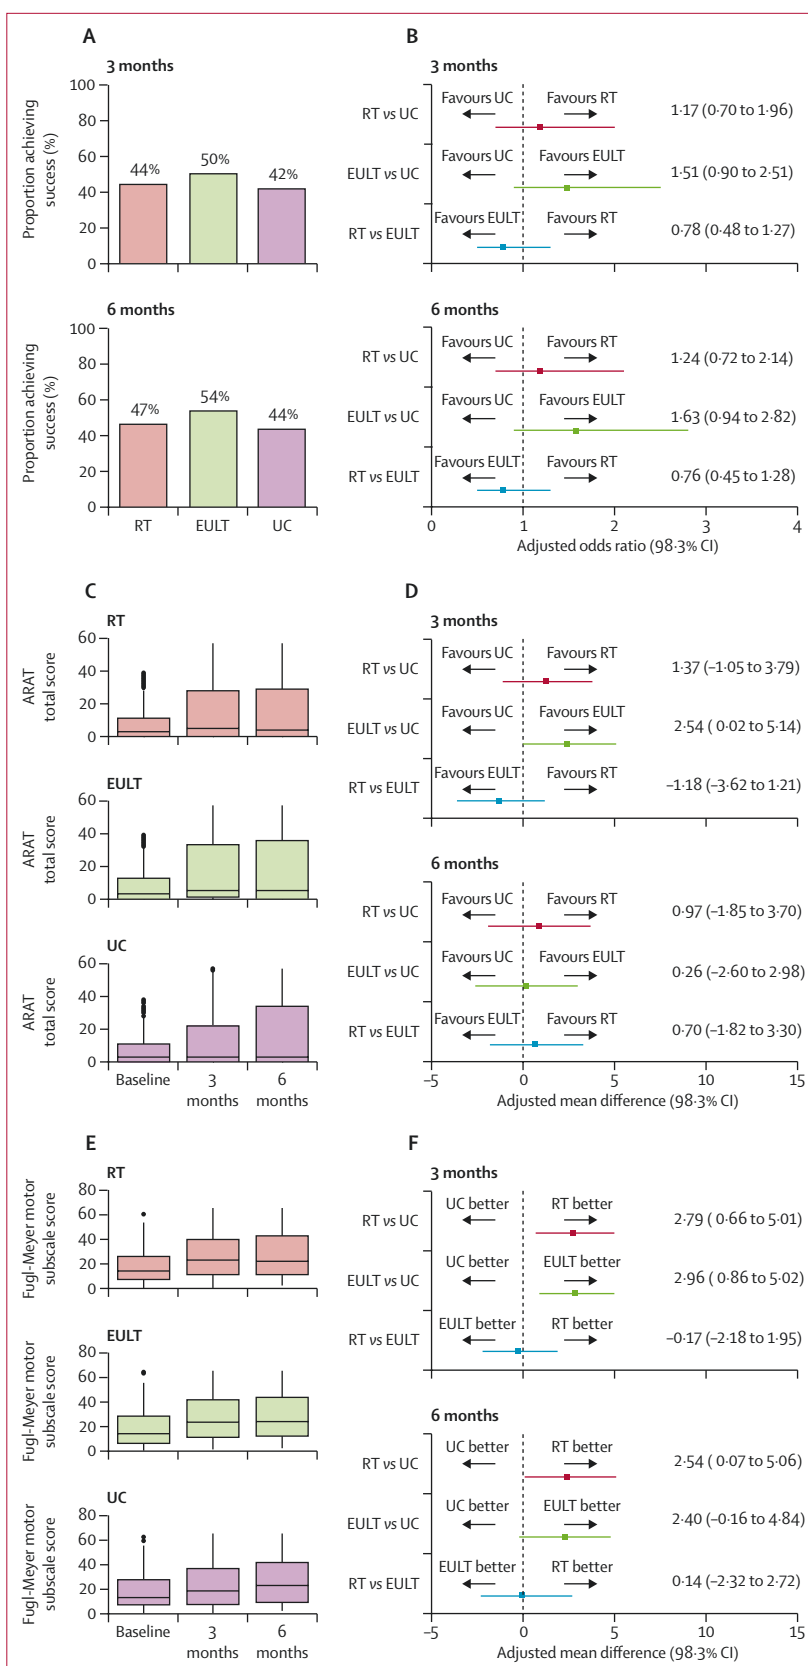 A
3 months
Proportion achieving
success (%)
100
80
60
40
20
0
44%
50%
42%
6 months
Proportion achieving
success (%)
100
80
60
40
20
0
47%
54%
44%
RT
EULT
UC
B
3 months
RT vs UC
Favours UC
Favours RT
1·17 (0·70 to 1·96)
EULT vs UC
Favours UC
Favours EULT
1·51 (0·90 to 2·51)
RT vs EULT
Favours EULT
Favours RT
0·78 (0·48 to 1·27)
6 months
RT vs UC
Favours UC
Favours RT
1·24 (0·72 to 2·14)
EULT vs UC
Favours UC
Favours EULT
1·63 (0·94 to 2·82)
RT vs EULT
Favours EULT
Favours RT
0·76 (0·45 to 1·28)
0
1
2
3
4
Adjusted odds ratio (98·3% CI)
C
RT
ARAT
total score
60
40
20
0
EULT
ARAT
total score
60
40
20
0
UC
ARAT
total score
60
40
20
0
Baseline
3
months
6
months
D
3 months
RT vs UC
Favours UC
Favours RT
1·37 (–1·05 to 3·79)
EULT vs UC
Favours UC
Favours EULT
2·54 ( 0·02 to 5·14)
RT vs EULT
Favours EULT
Favours RT
–1·18 (–3·62 to 1·21)
6 months
RT vs UC
Favours UC
Favours RT
0·97 (–1·85 to 3·70)
EULT vs UC
Favours UC
Favours EULT
0·26 (–2·60 to 2·98)
RT vs EULT
Favours EULT
Favours RT
0·70 (–1·82 to 3·30)
–5
0
5
10
15
Adjusted mean difference (98·3% CI)
E
RT
Fugl-Meyer motor
subscale score
80
60
40
20
0
EULT
Fugl-Meyer motor
subscale score
80
60
40
20
0
UC
Fugl-Meyer motor
subscale score
80
60
40
20
0
Baseline
3
months
6
months
F
3 months
RT vs UC
UC better
RT better
2·79 ( 0·66 to 5·01)
EULT vs UC
UC better
EULT better
2·96 ( 0·86 to 5·02)
RT vs EULT
EULT better
RT better
–0·17 (–2·18 to 1·95)
6 months
RT vs UC
UC better
RT better
2·54 ( 0·07 to 5·06)
EULT vs UC
UC better
EULT better
2·40 (–0·16 to 4·84)
RT vs EULT
EULT better
RT better
0·14 (–2·32 to 2·72)
–5
0
5
10
15
Adjusted mean difference (98·3% CI)